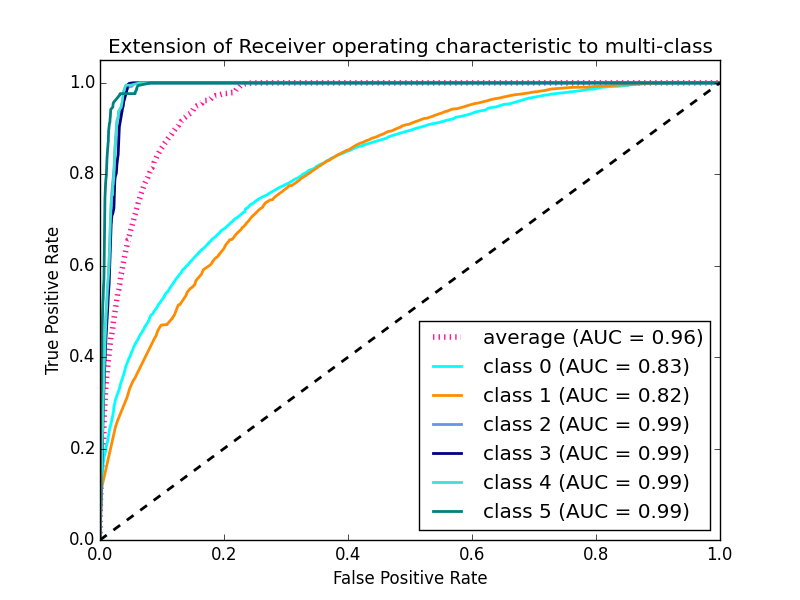 Extension of Receiver operating characteristic to multi-class
1.0
0.8
0.6
0.4
0.2
0.0
True Positive Rate
average (AUC = 0.96)
class 0 (AUC = 0.83)
class 1 (AUC = 0.82)
class 2 (AUC = 0.99)
class 3 (AUC = 0.99)
class 4 (AUC = 0.99)
class 5 (AUC = 0.99)
0.0 0.2 0.4 0.6 0.8 1.0
False Positive Rate